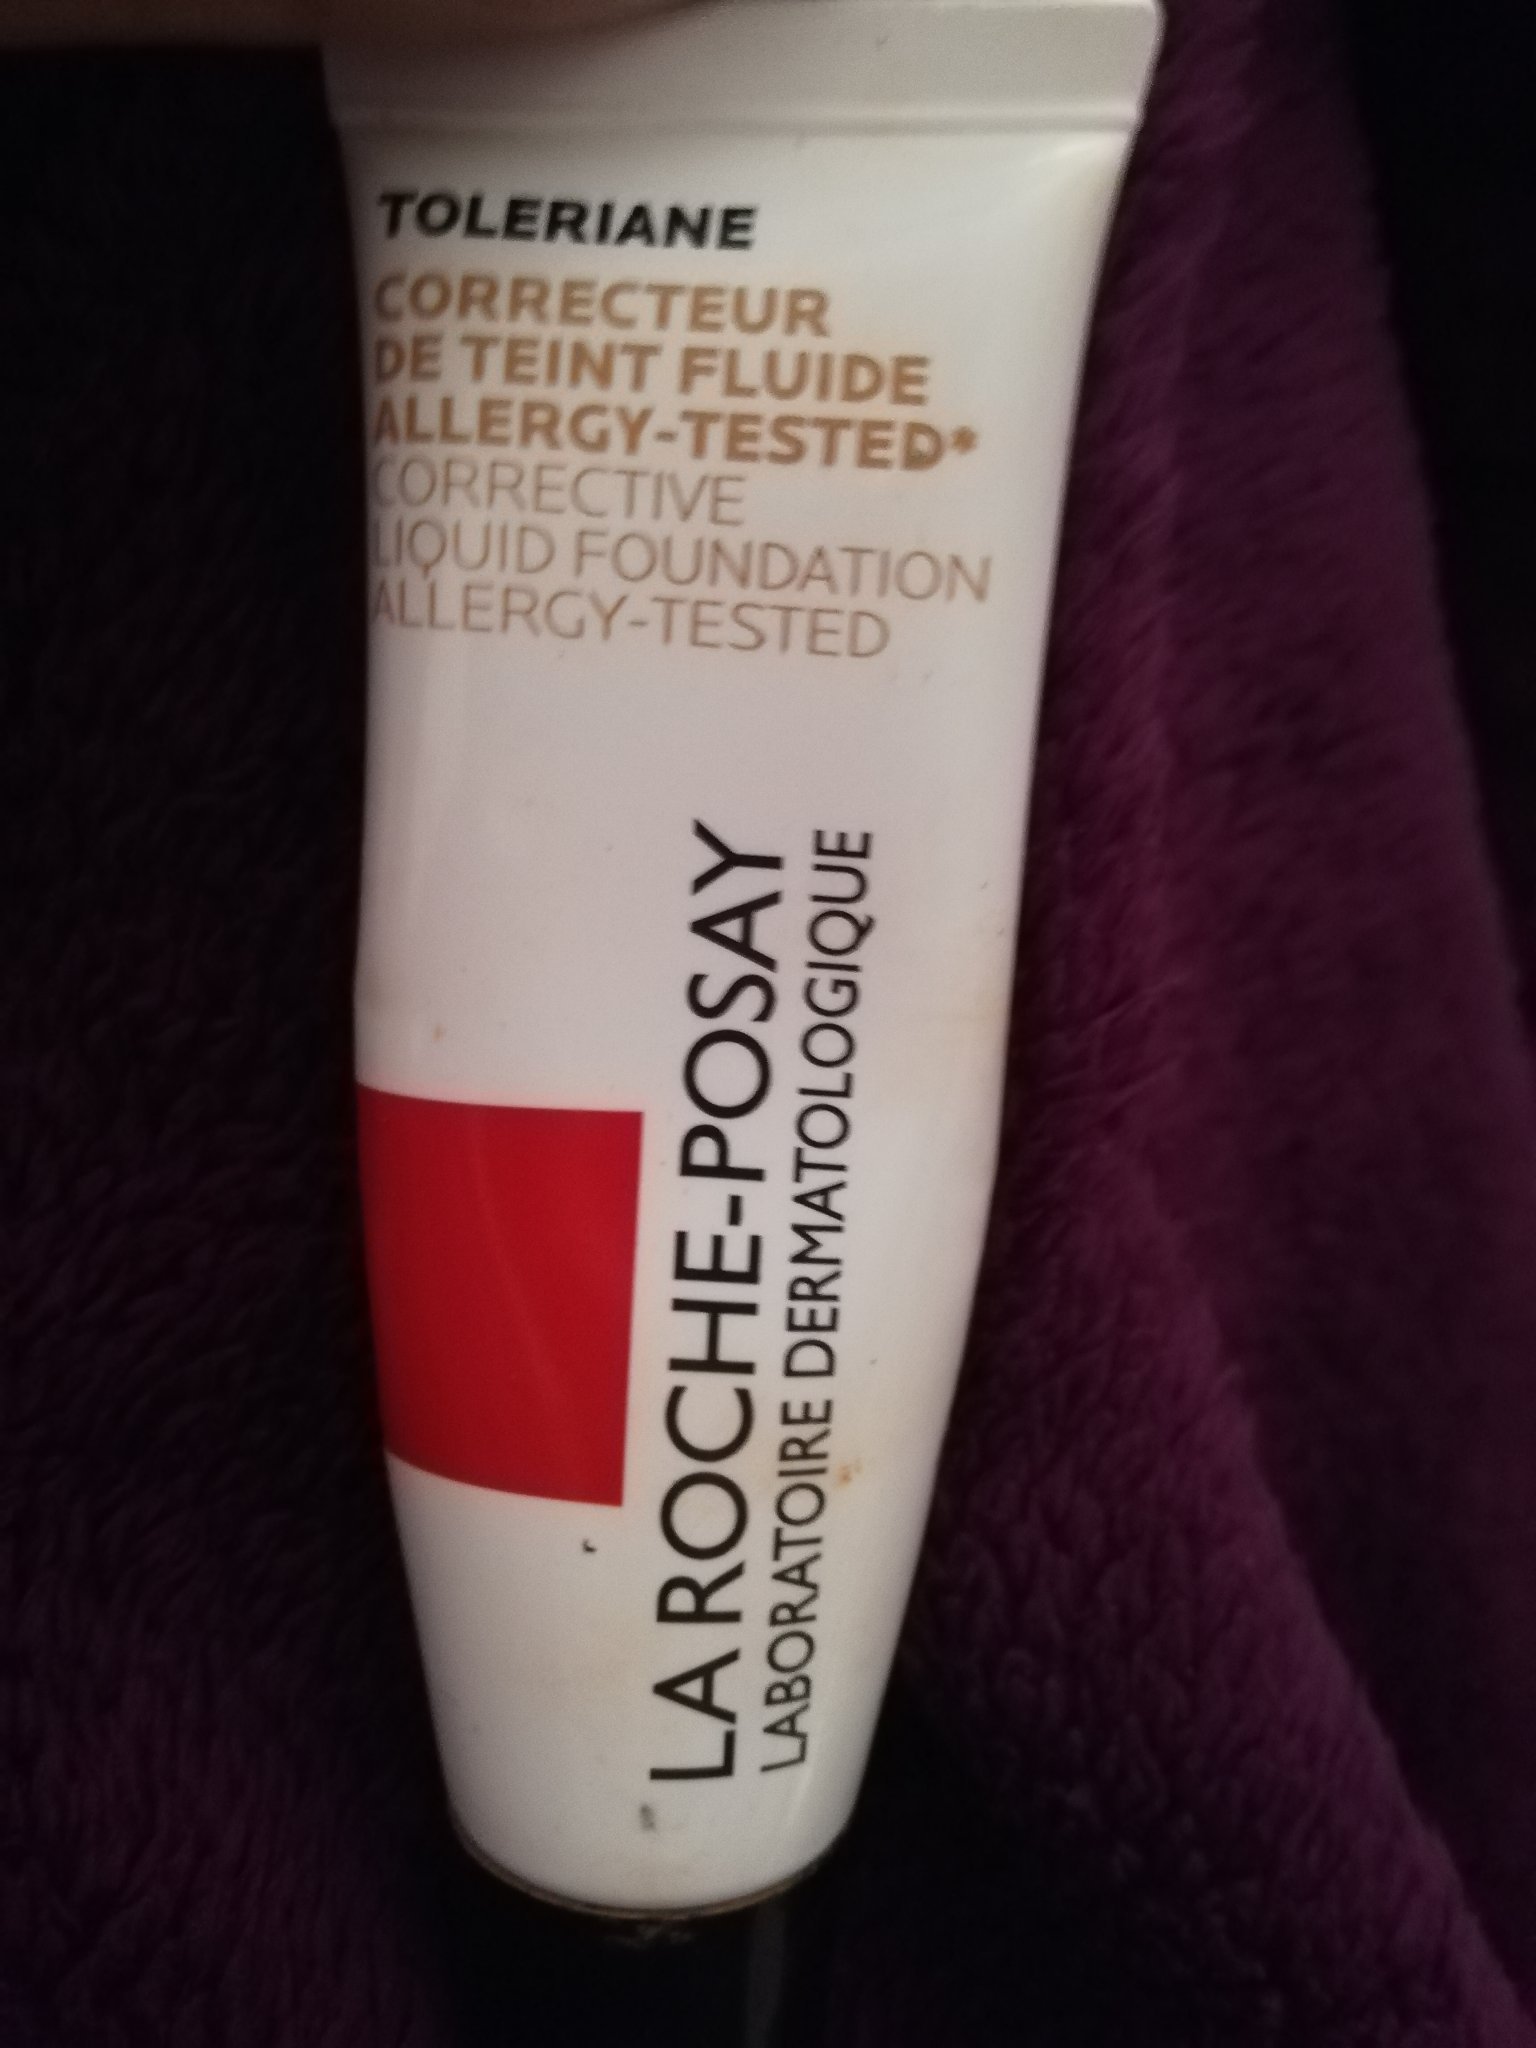 TOLERIANE
CORRECTEUR
DE TEINT FLUIDE
ALLERGY-TESTED*
CORRECTIVE
LIQUID FOUNDATION
ALLERGY-TESTED
LA ROCHE-POSAY
LABORATOIRE DERMATOLOGIQUE